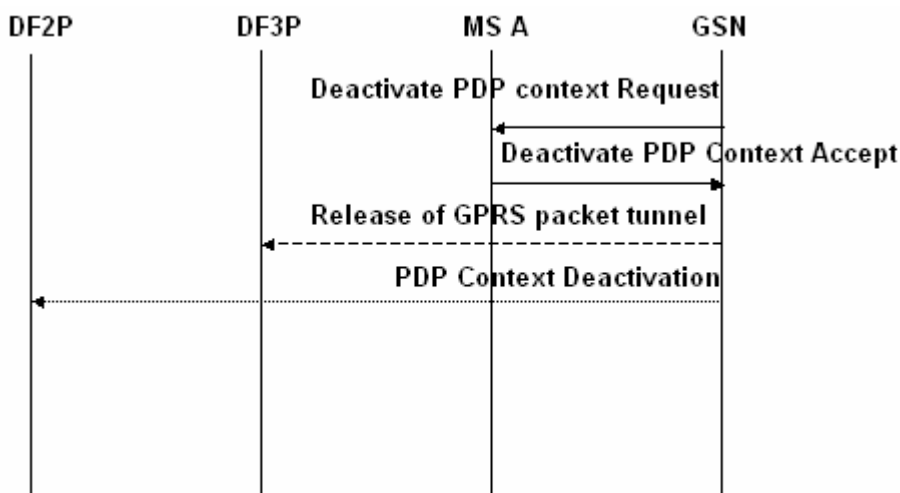 DF2P DF3P MS A GSN
Deactivate PDP context Request
Deactivate PDP Context Accept
Release of GPRS packet tunnel
PDP Context Deactivation